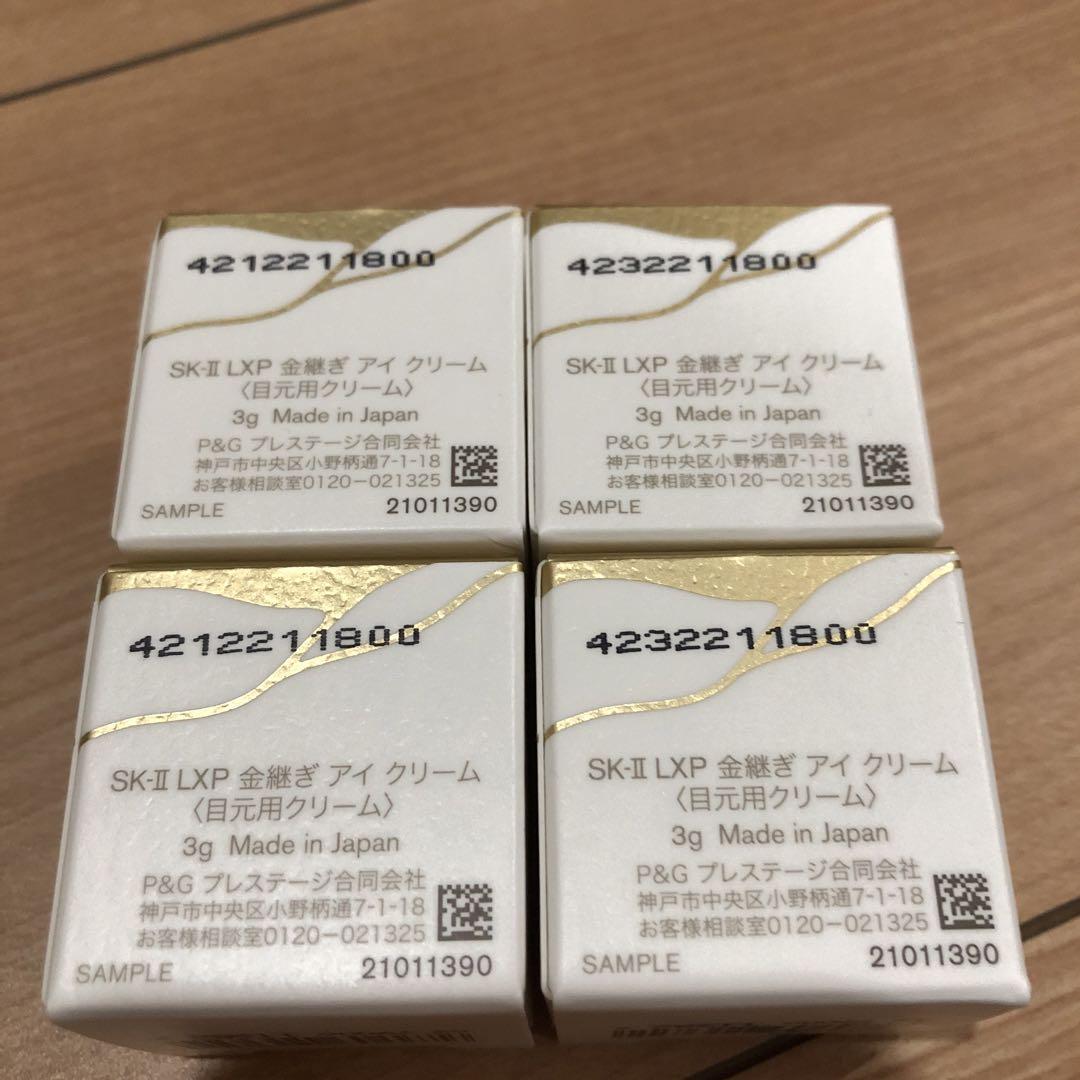 4212211800
SK-II LXP 金継ぎ アイ クリーム
〈目元用クリーム〉
3g Made in Japan
P&G プレステージ合同会社
神戸市中央区小野柄通7-1-18
お客様相談室0120-021325
SAMPLE 21011390
4232211800
SK-II LXP 金継ぎ アイ クリーム
〈目元用クリーム〉
3g Made in Japan
P&G プレステージ合同会社
神戸市中央区小野柄通7-1-18
お客様相談室0120-021325
SAMPLE 21011390
4212211800
SK-II LXP 金継ぎ アイ クリーム
〈目元用クリーム〉
3g Made in Japan
P&G プレステージ合同会社
神戸市中央区小野柄通7-1-18
お客様相談室0120-021325
SAMPLE 21011390
4232211800
SK-II LXP 金継ぎ アイ クリーム
〈目元用クリーム〉
3g Made in Japan
P&G プレステージ合同会社
神戸市中央区小野柄通7-1-18
お客様相談室0120-021325
SAMPLE 21011390